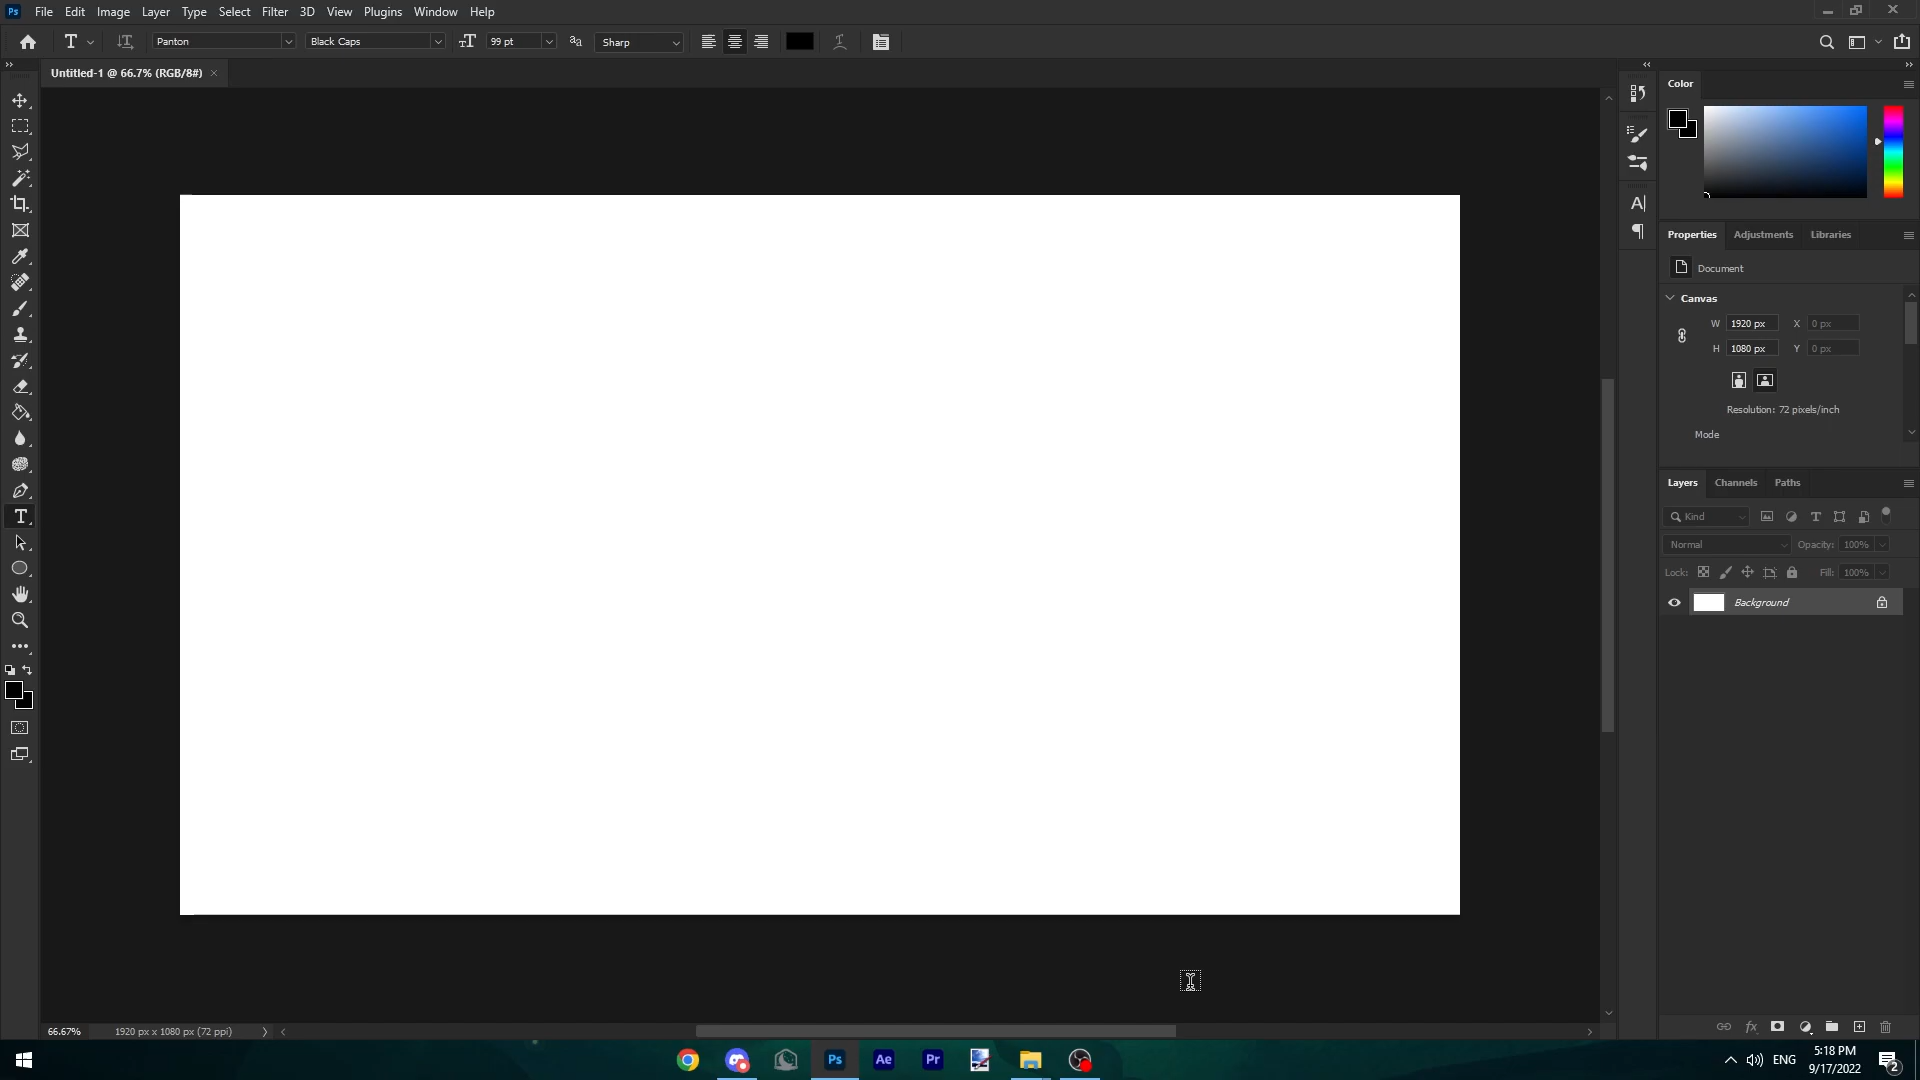 Ps File Edit Image Layer Type Select Filter 3D View Plugins Window Help
T Panton Black Caps 99 pt aa Sharp
Untitled-1 @ 66.7% (RGB/8#) ×
Color
Properties Adjustments Libraries
Document
Canvas
W 1920 px X 0 px
H 1080 px Y 0 px
Resolution: 72 pixels/inch
Mode
Layers Channels Paths
Kind
Normal Opacity: 100%
Lock: Fill: 100%
Background
66.67% 1920 px x 1080 px (72 ppi)
Ps Ae Pr ENG 5:18 PM
9/17/2022 2